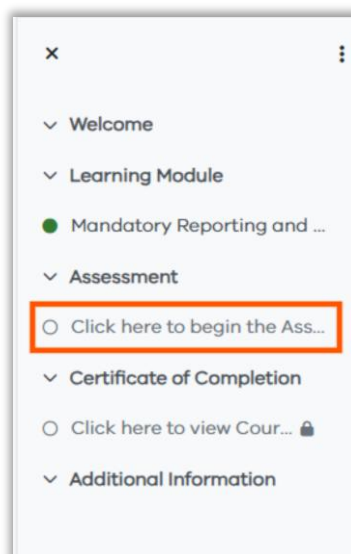 Welcome
Learning Module
Mandatory Reporting and ...
Assessment
Click here to begin the Ass...
Certificate of Completion
Click here to view Cour...
Additional Information